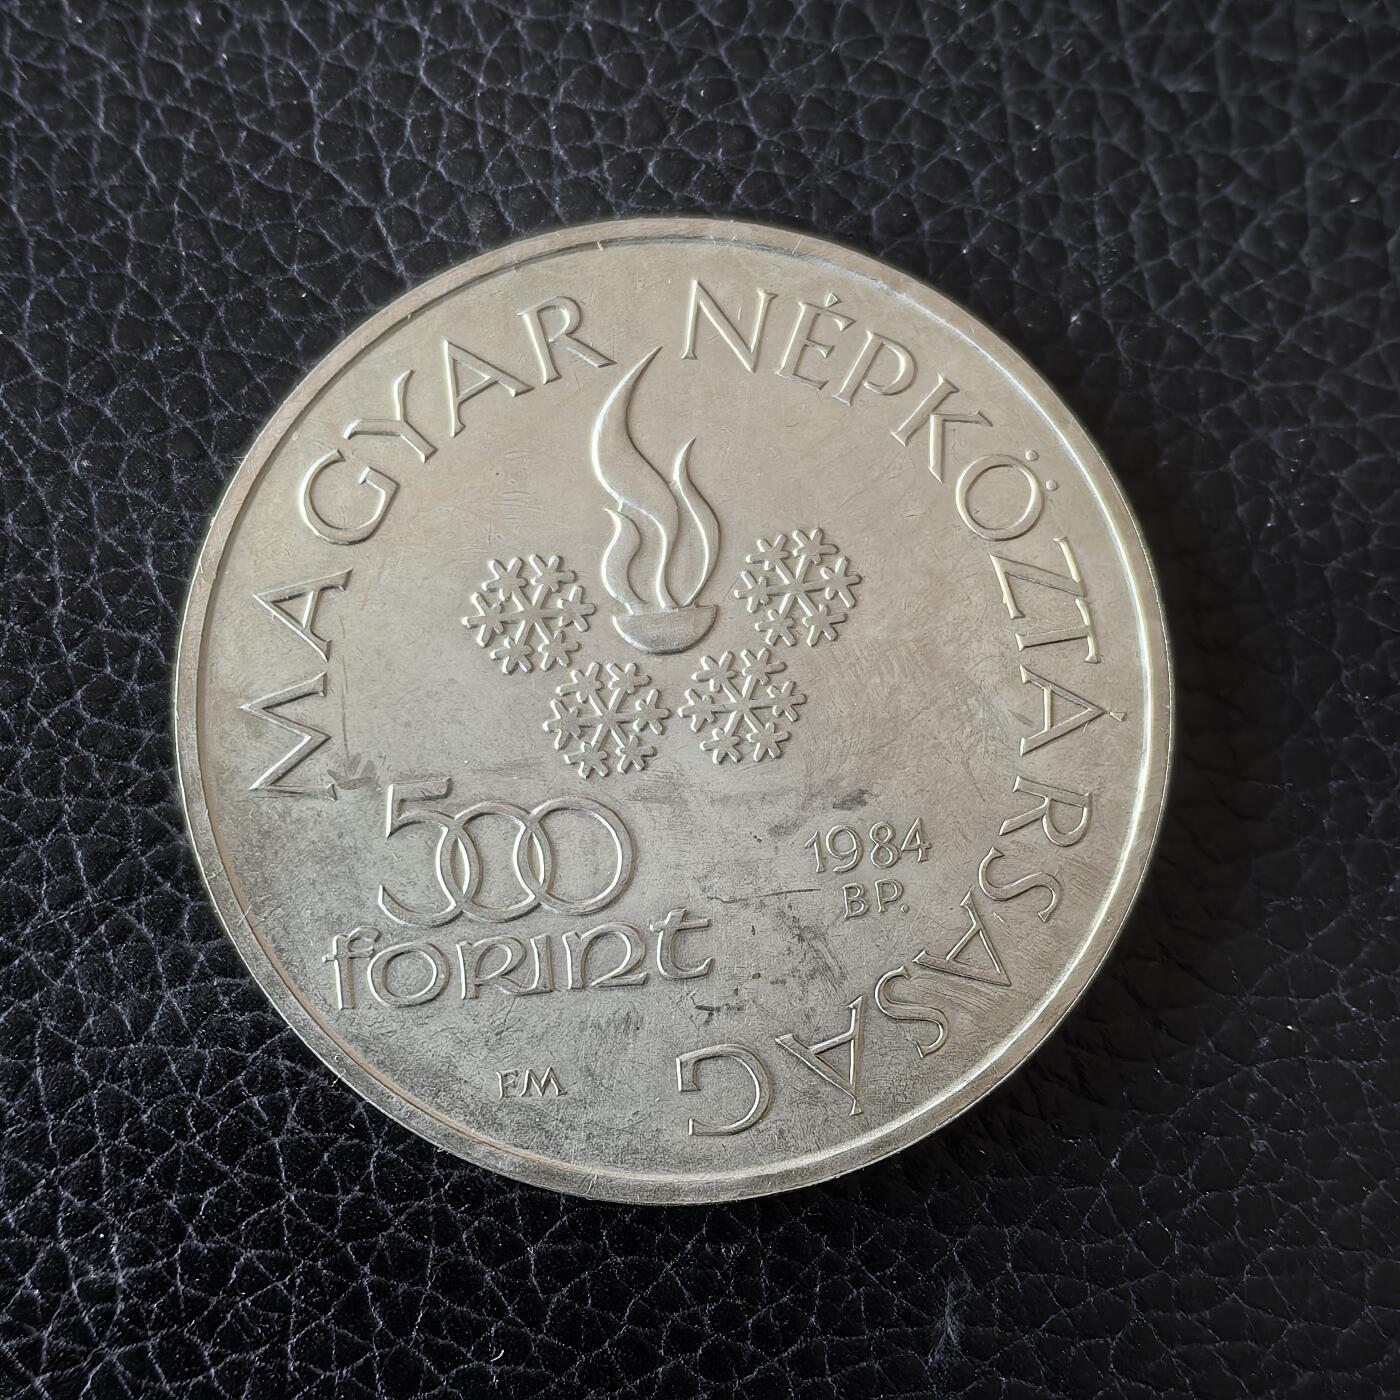 MAGYAR NÉPKÖZTÁRSASÁG
500
forint
1984
BP.
FM